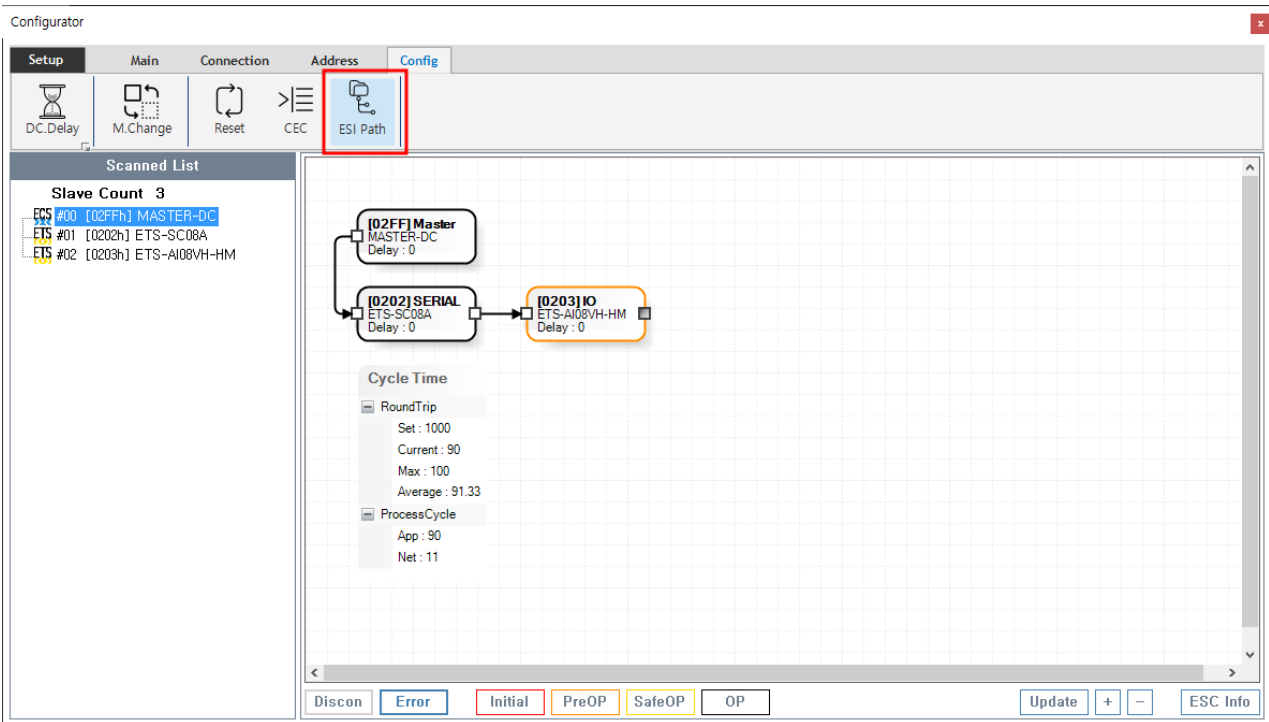 Configurator
x
Setup Main Connection Address Config
DC.Delay M.Change Reset CEC ESI Path
Scanned List
Slave Count 3
ECS #00 [02FFh] MASTER-DC
ETS #01 [0202h] ETS-SC08A
ETS #02 [0203h] ETS-AI08VH-HM
[02FF] Master
MASTER-DC
Delay : 0
[0202] SERIAL
ETS-SC08A
Delay : 0
[0203] IO
ETS-AI08VH-HM
Delay : 0
Cycle Time
RoundTrip
Set : 1000
Current : 90
Max : 100
Average : 91.33
ProcessCycle
App : 90
Net : 11
Discon Error Initial PreOP SafeOP OP Update + − ESC Info